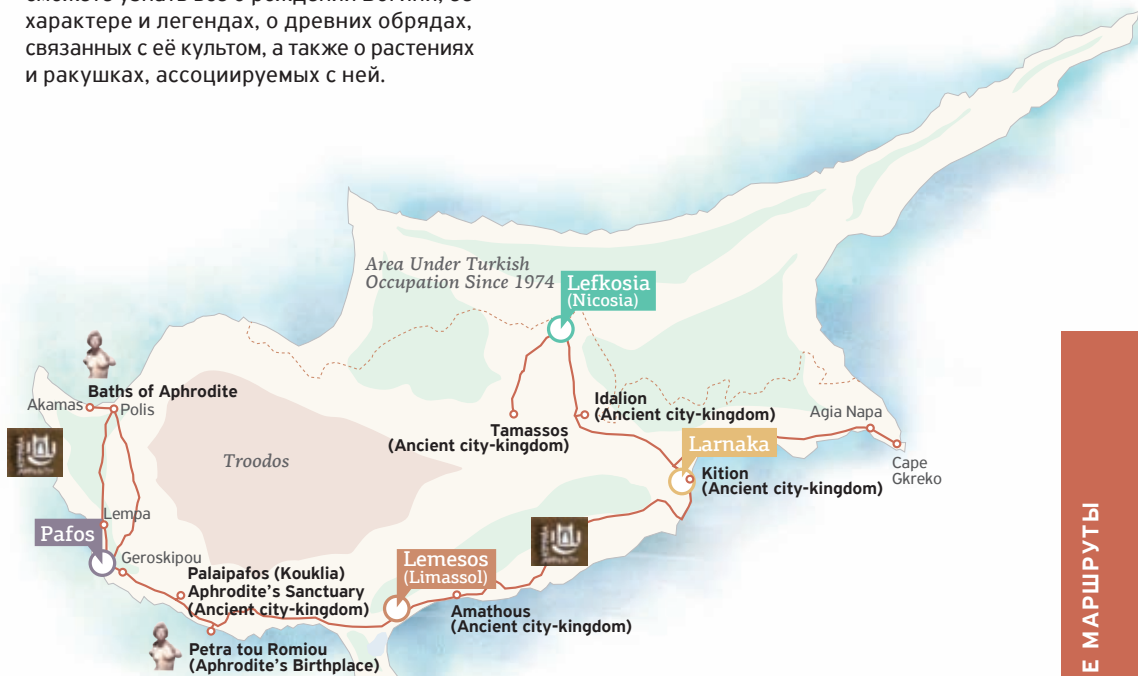 характере и легендах, о древних обрядах,
связанных с её культом, а также о растениях
и ракушках, ассоциируемых с ней.
Area Under Turkish
Occupation Since 1974
Lefkosia
(Nicosia)
Baths of Aphrodite
Akamas
Polis
Idalion
(Ancient city-kingdom)
Agia Napa
Tamassos
(Ancient city-kingdom)
Larnaka
Troodos
Cape
Gkreko
Kition
(Ancient city-kingdom)
Lempa
Pafos
Geroskipou
Lemesos
(Limassol)
Palaipafos (Kouklia)
Aphrodite’s Sanctuary
(Ancient city-kingdom)
Amathous
(Ancient city-kingdom)
Petra tou Romiou
(Aphrodite’s Birthplace)
Е МАРШРУТЫ